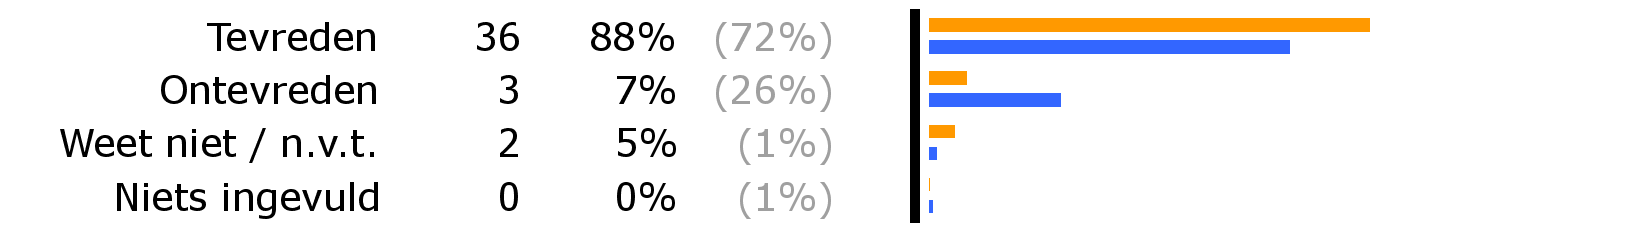 Tevreden 36 88% (72%)
Ontevreden 3 7% (26%)
Weet niet / n.v.t. 2 5% (1%)
Niets ingevuld 0 0% (1%)